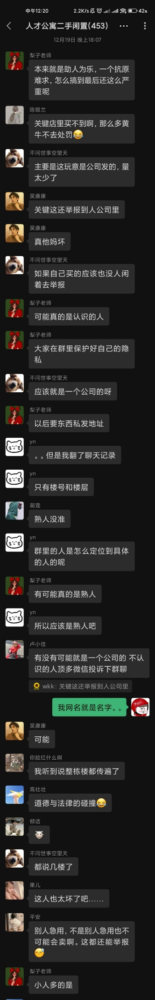 中午12:20
2.2K/s
42%
人才公寓二手闲置(453)
12月19日 晚上18:07
梨子老师
本来就是助人为乐，一个抗原
难求，怎么搞到最后还这么严
重呢
陈银兰
关键店里买不到啊，那么多黄
牛不去处罚😂
不问世事空望天
主要是这玩意是公司发的，量
太少了
吴康康
关键这还举报到人公司里
吴康康
真他妈坏
不问世事空望天
如果自己买的应该也没人闲
着去举报
梨子老师
可能真的是认识的人
梨子老师
大家在群里保护好自己的隐
私
不问世事空望天
应该就是一个公司的呀
梨子老师
以后要东西私发地址
yn
。。但是我翻了聊天记录
yn
只有楼号和楼层
萌宠
熟人没准
yn
群里的人是怎么定位到具体
的人的呢
梨子老师
有可能真的是熟人
yn
所以应该是熟人吧
卢小佳
有没有可能就是一个公司的 不认
识的人顶多微信投诉下群聊
🌻 wkk: 关键这还举报到人公司里
我网名就是名字。。
吴康康
可能
你脸红什么啊
我听到说整栋楼都传遍了
高壮壮
道德与法律的碰撞😂
倾话
🐮
不问世事空望天
都说几楼了
果儿
这人也太坏了吧……
平安
别人急用，不是别人急用也不
可能会卖啊。这都还能举报
😅
梨子老师
小人多的是